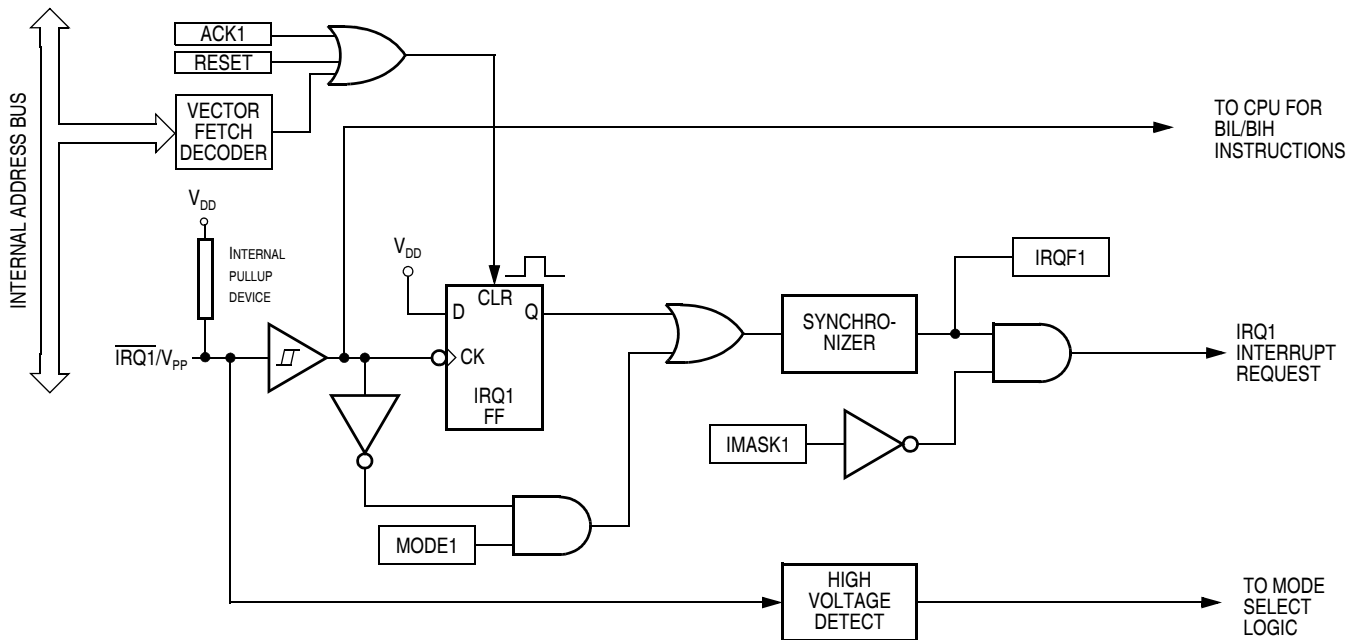 INTERNAL ADDRESS BUS
ACK1
RESET
VECTOR
FETCH
DECODER
TO CPU FOR
BIL/BIH
INSTRUCTIONS
VDD
INTERNAL
PULLUP
DEVICE
VDD
D
CLR
Q
CK
IRQ1
FF
IRQ1/VPP
SYNCHRO-
NIZER
IRQF1
IRQ1
INTERRUPT
REQUEST
IMASK1
MODE1
HIGH
VOLTAGE
DETECT
TO MODE
SELECT
LOGIC